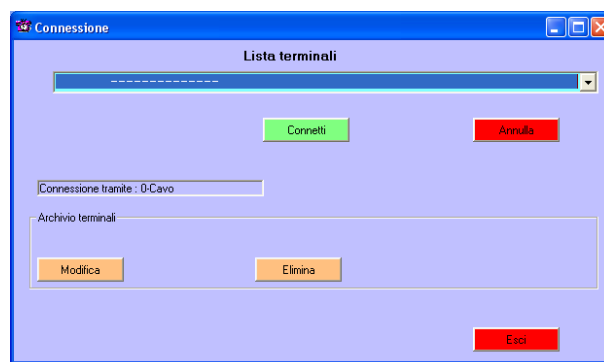 Connessione
Lista terminali
--------------
Connetti Annulla
Connessione tramite : 0-Cavo
Archivio terminali
Modifica Elimina
Esci